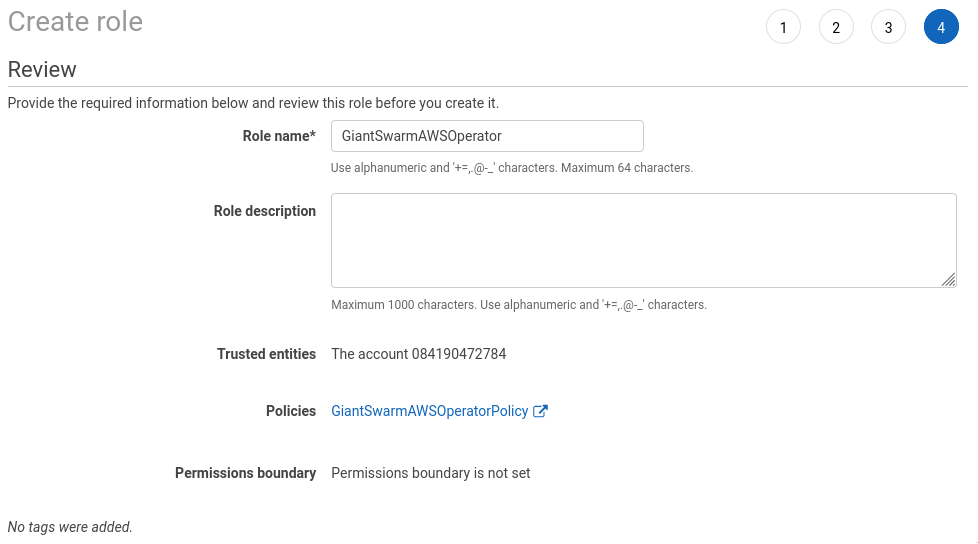 Create role
1 2 3 4
Review
Provide the required information below and review this role before you create it.
Role name* GiantSwarmAWSOperator
Use alphanumeric and '+=,.@-_' characters. Maximum 64 characters.
Role description
Maximum 1000 characters. Use alphanumeric and '+=,.@-_' characters.
Trusted entities The account 084190472784
Policies GiantSwarmAWSOperatorPolicy
Permissions boundary Permissions boundary is not set
No tags were added.